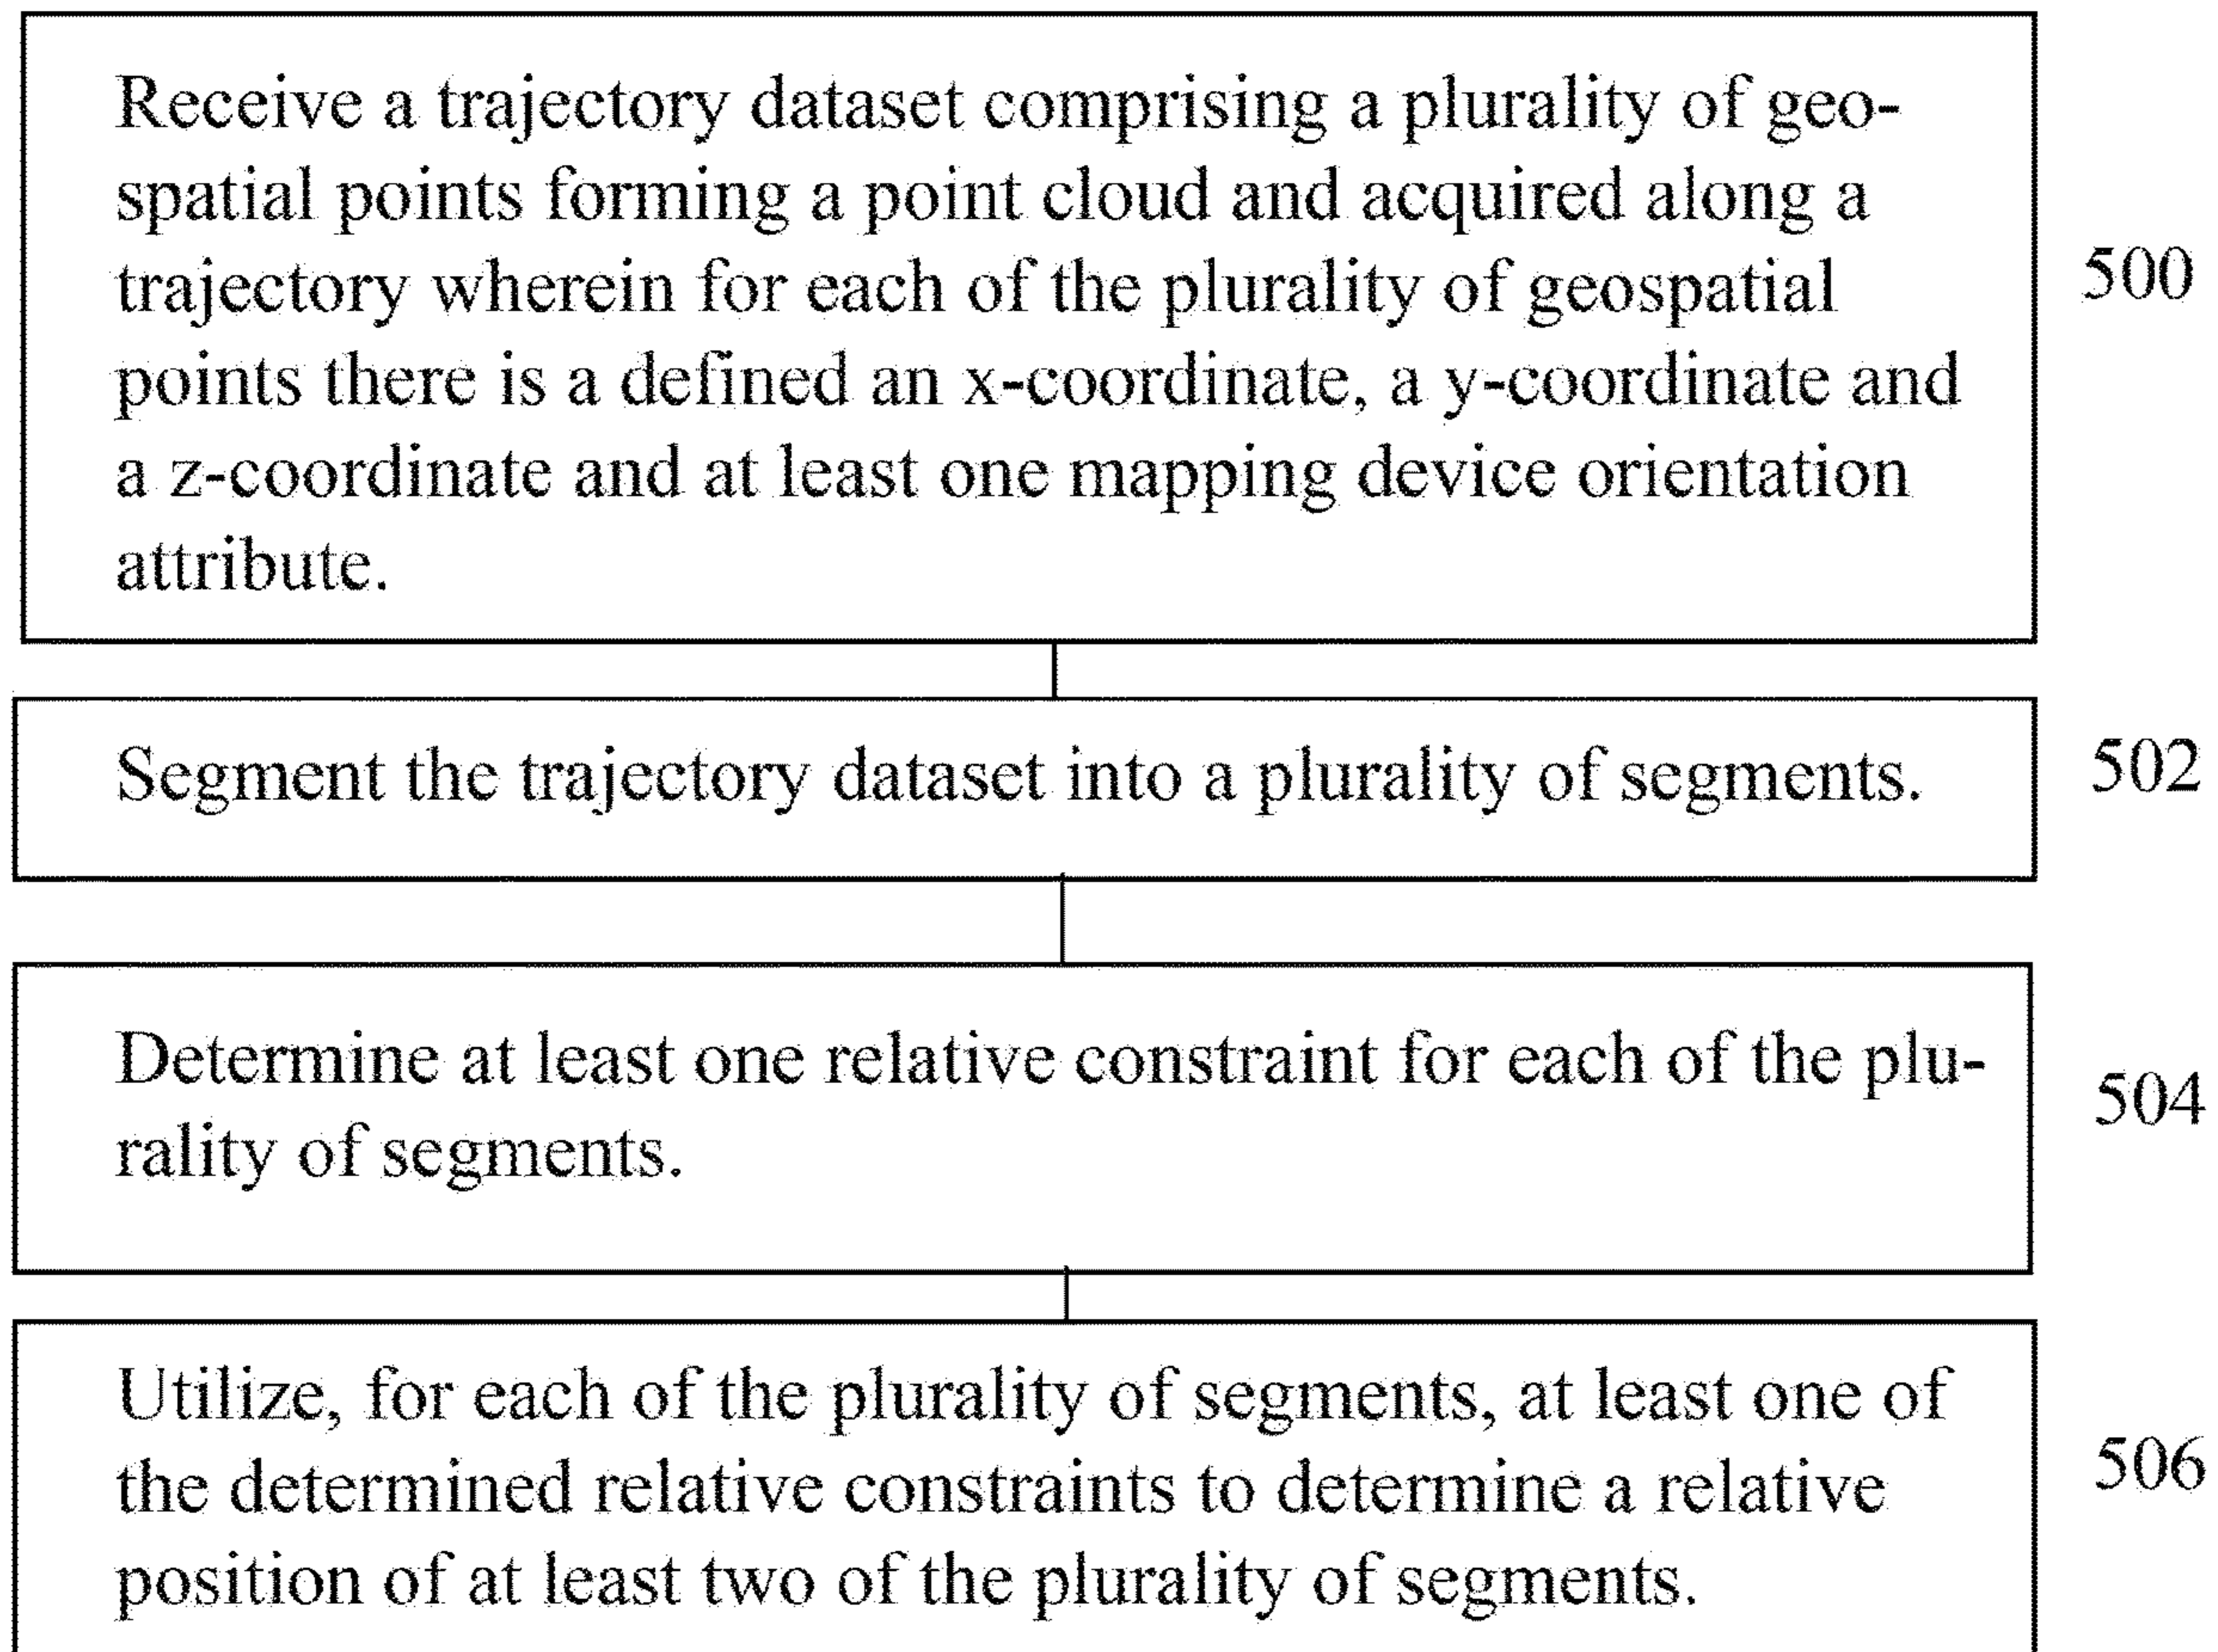 Receive a trajectory dataset comprising a plurality of geo-
spatial points forming a point cloud and acquired along a
trajectory wherein for each of the plurality of geospatial
points there is a defined an x-coordinate, a y-coordinate and
a z-coordinate and at least one mapping device orientation
attribute.
500
Segment the trajectory dataset into a plurality of segments.
502
Determine at least one relative constraint for each of the plu-
rality of segments.
504
Utilize, for each of the plurality of segments, at least one of
the determined relative constraints to determine a relative
position of at least two of the plurality of segments.
506